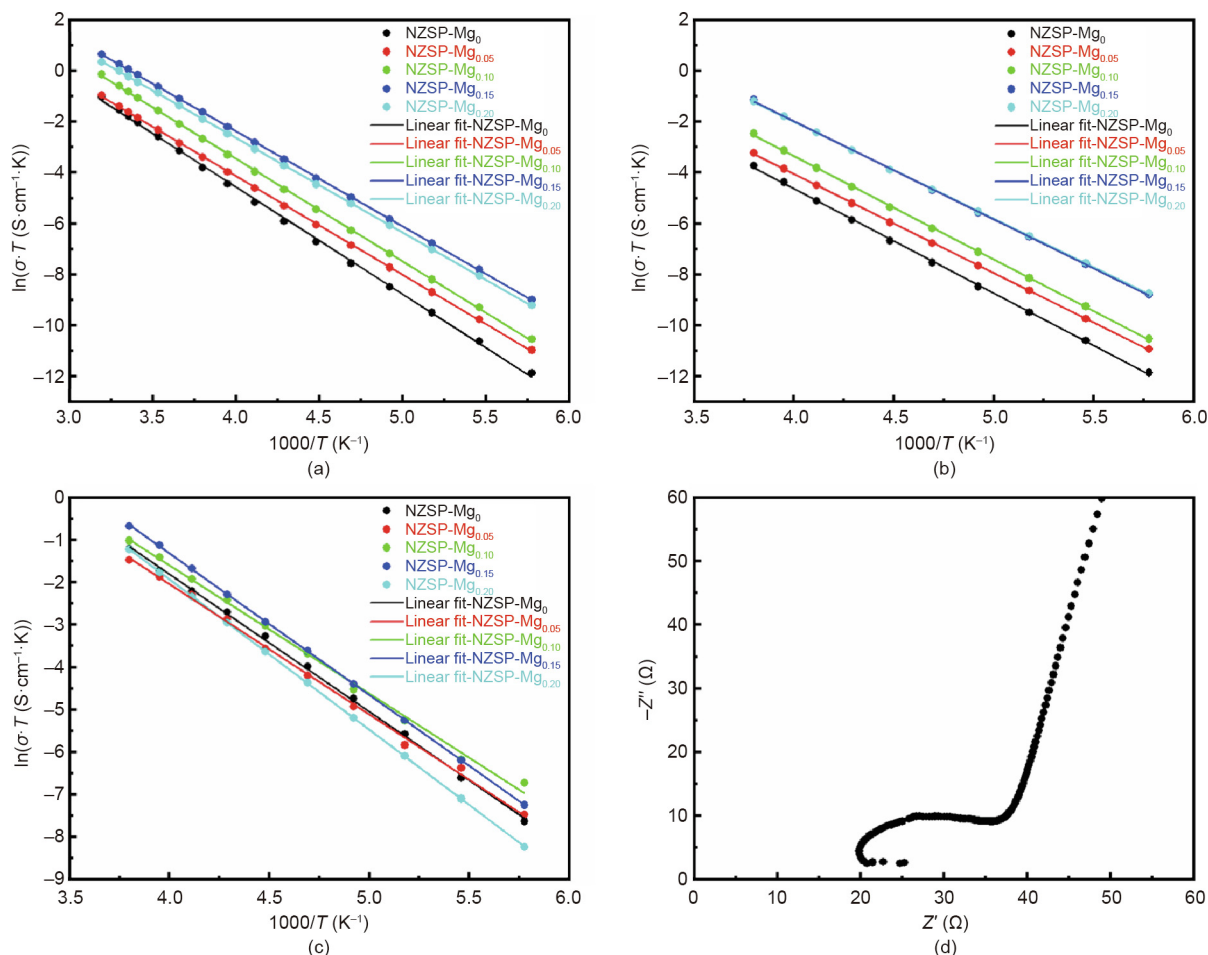 2
0
−2
−4
−6
−8
−10
−12
ln(σ·T (S·cm⁻¹·K))
NZSP-Mg₀
NZSP-Mg₀.₀₅
NZSP-Mg₀.₁₀
NZSP-Mg₀.₁₅
NZSP-Mg₀.₂₀
Linear fit-NZSP-Mg₀
Linear fit-NZSP-Mg₀.₀₅
Linear fit-NZSP-Mg₀.₁₀
Linear fit-NZSP-Mg₀.₁₅
Linear fit-NZSP-Mg₀.₂₀
3.0 3.5 4.0 4.5 5.0 5.5 6.0
1000/T (K⁻¹)
(a)
2
0
−2
−4
−6
−8
−10
−12
ln(σ·T (S·cm⁻¹·K))
NZSP-Mg₀
NZSP-Mg₀.₀₅
NZSP-Mg₀.₁₀
NZSP-Mg₀.₁₅
NZSP-Mg₀.₂₀
Linear fit-NZSP-Mg₀
Linear fit-NZSP-Mg₀.₀₅
Linear fit-NZSP-Mg₀.₁₀
Linear fit-NZSP-Mg₀.₁₅
Linear fit-NZSP-Mg₀.₂₀
3.5 4.0 4.5 5.0 5.5 6.0
1000/T (K⁻¹)
(b)
0
−1
−2
−3
−4
−5
−6
−7
−8
−9
ln(σ·T (S·cm⁻¹·K))
NZSP-Mg₀
NZSP-Mg₀.₀₅
NZSP-Mg₀.₁₀
NZSP-Mg₀.₁₅
NZSP-Mg₀.₂₀
Linear fit-NZSP-Mg₀
Linear fit-NZSP-Mg₀.₀₅
Linear fit-NZSP-Mg₀.₁₀
Linear fit-NZSP-Mg₀.₁₅
Linear fit-NZSP-Mg₀.₂₀
3.5 4.0 4.5 5.0 5.5 6.0
1000/T (K⁻¹)
(c)
60
50
40
30
20
10
0
−Z″ (Ω)
0 10 20 30 40 50 60
Z′ (Ω)
(d)